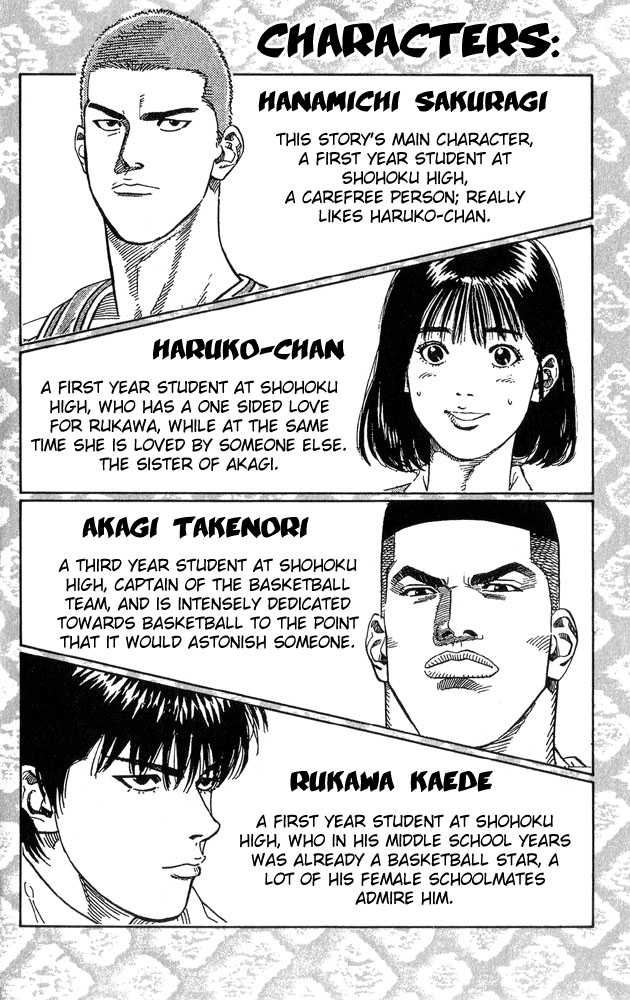 CHARACTERS:
HANAMICHI SAKURAGI
THIS STORY'S MAIN CHARACTER,
A FIRST YEAR STUDENT AT
SHOHOKU HIGH,
A CAREFREE PERSON; REALLY
LIKES HARUKO-CHAN.
HARUKO-CHAN
A FIRST YEAR STUDENT AT SHOHOKU
HIGH, WHO HAS A ONE SIDED LOVE
FOR RUKAWA, WHILE AT THE SAME
TIME SHE IS LOVED BY SOMEONE ELSE.
THE SISTER OF AKAGI.
AKAGI TAKENORI
A THIRD YEAR STUDENT AT SHOHOKU
HIGH, CAPTAIN OF THE BASKETBALL
TEAM, AND IS INTENSELY DEDICATED
TOWARDS BASKETBALL TO THE POINT
THAT IT WOULD ASTONISH SOMEONE.
RUKAWA KAEDE
A FIRST YEAR STUDENT AT SHOHOKU
HIGH, WHO IN HIS MIDDLE SCHOOL YEARS
WAS ALREADY A BASKETBALL STAR, A
LOT OF HIS FEMALE SCHOOLMATES
ADMIRE HIM.